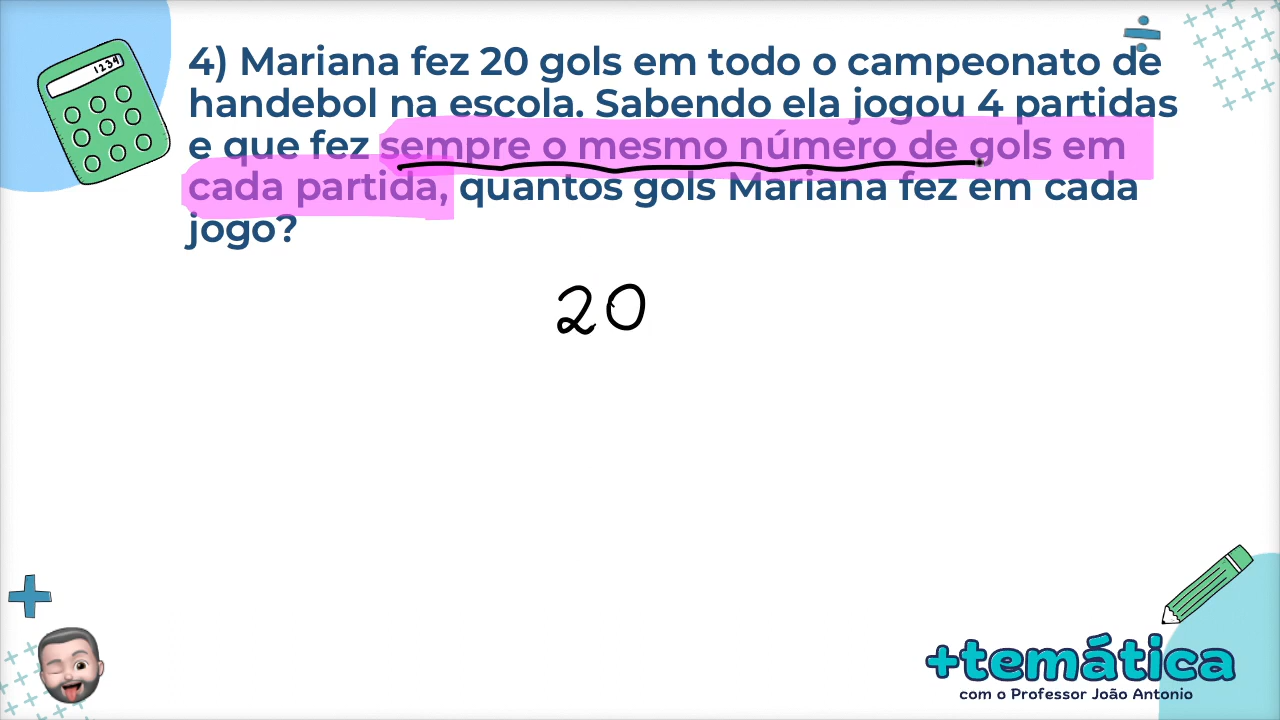 1234
4) Mariana fez 20 gols em todo o campeonato de
handebol na escola. Sabendo ela jogou 4 partidas
e que fez sempre o mesmo número de gols em
cada partida, quantos gols Mariana fez em cada
jogo?
20
+temática
com o Professor João Antonio